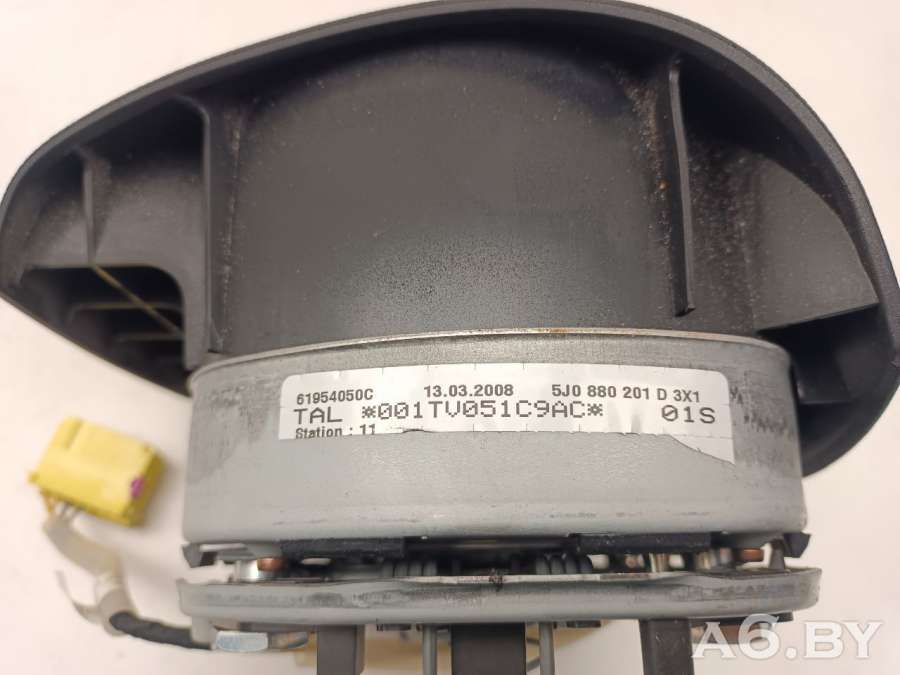 61954050C 13.03.2008 5J0 880 201 D 3X1
TAL *001TV051C9AC* 01S
Station : 11
A6.BY